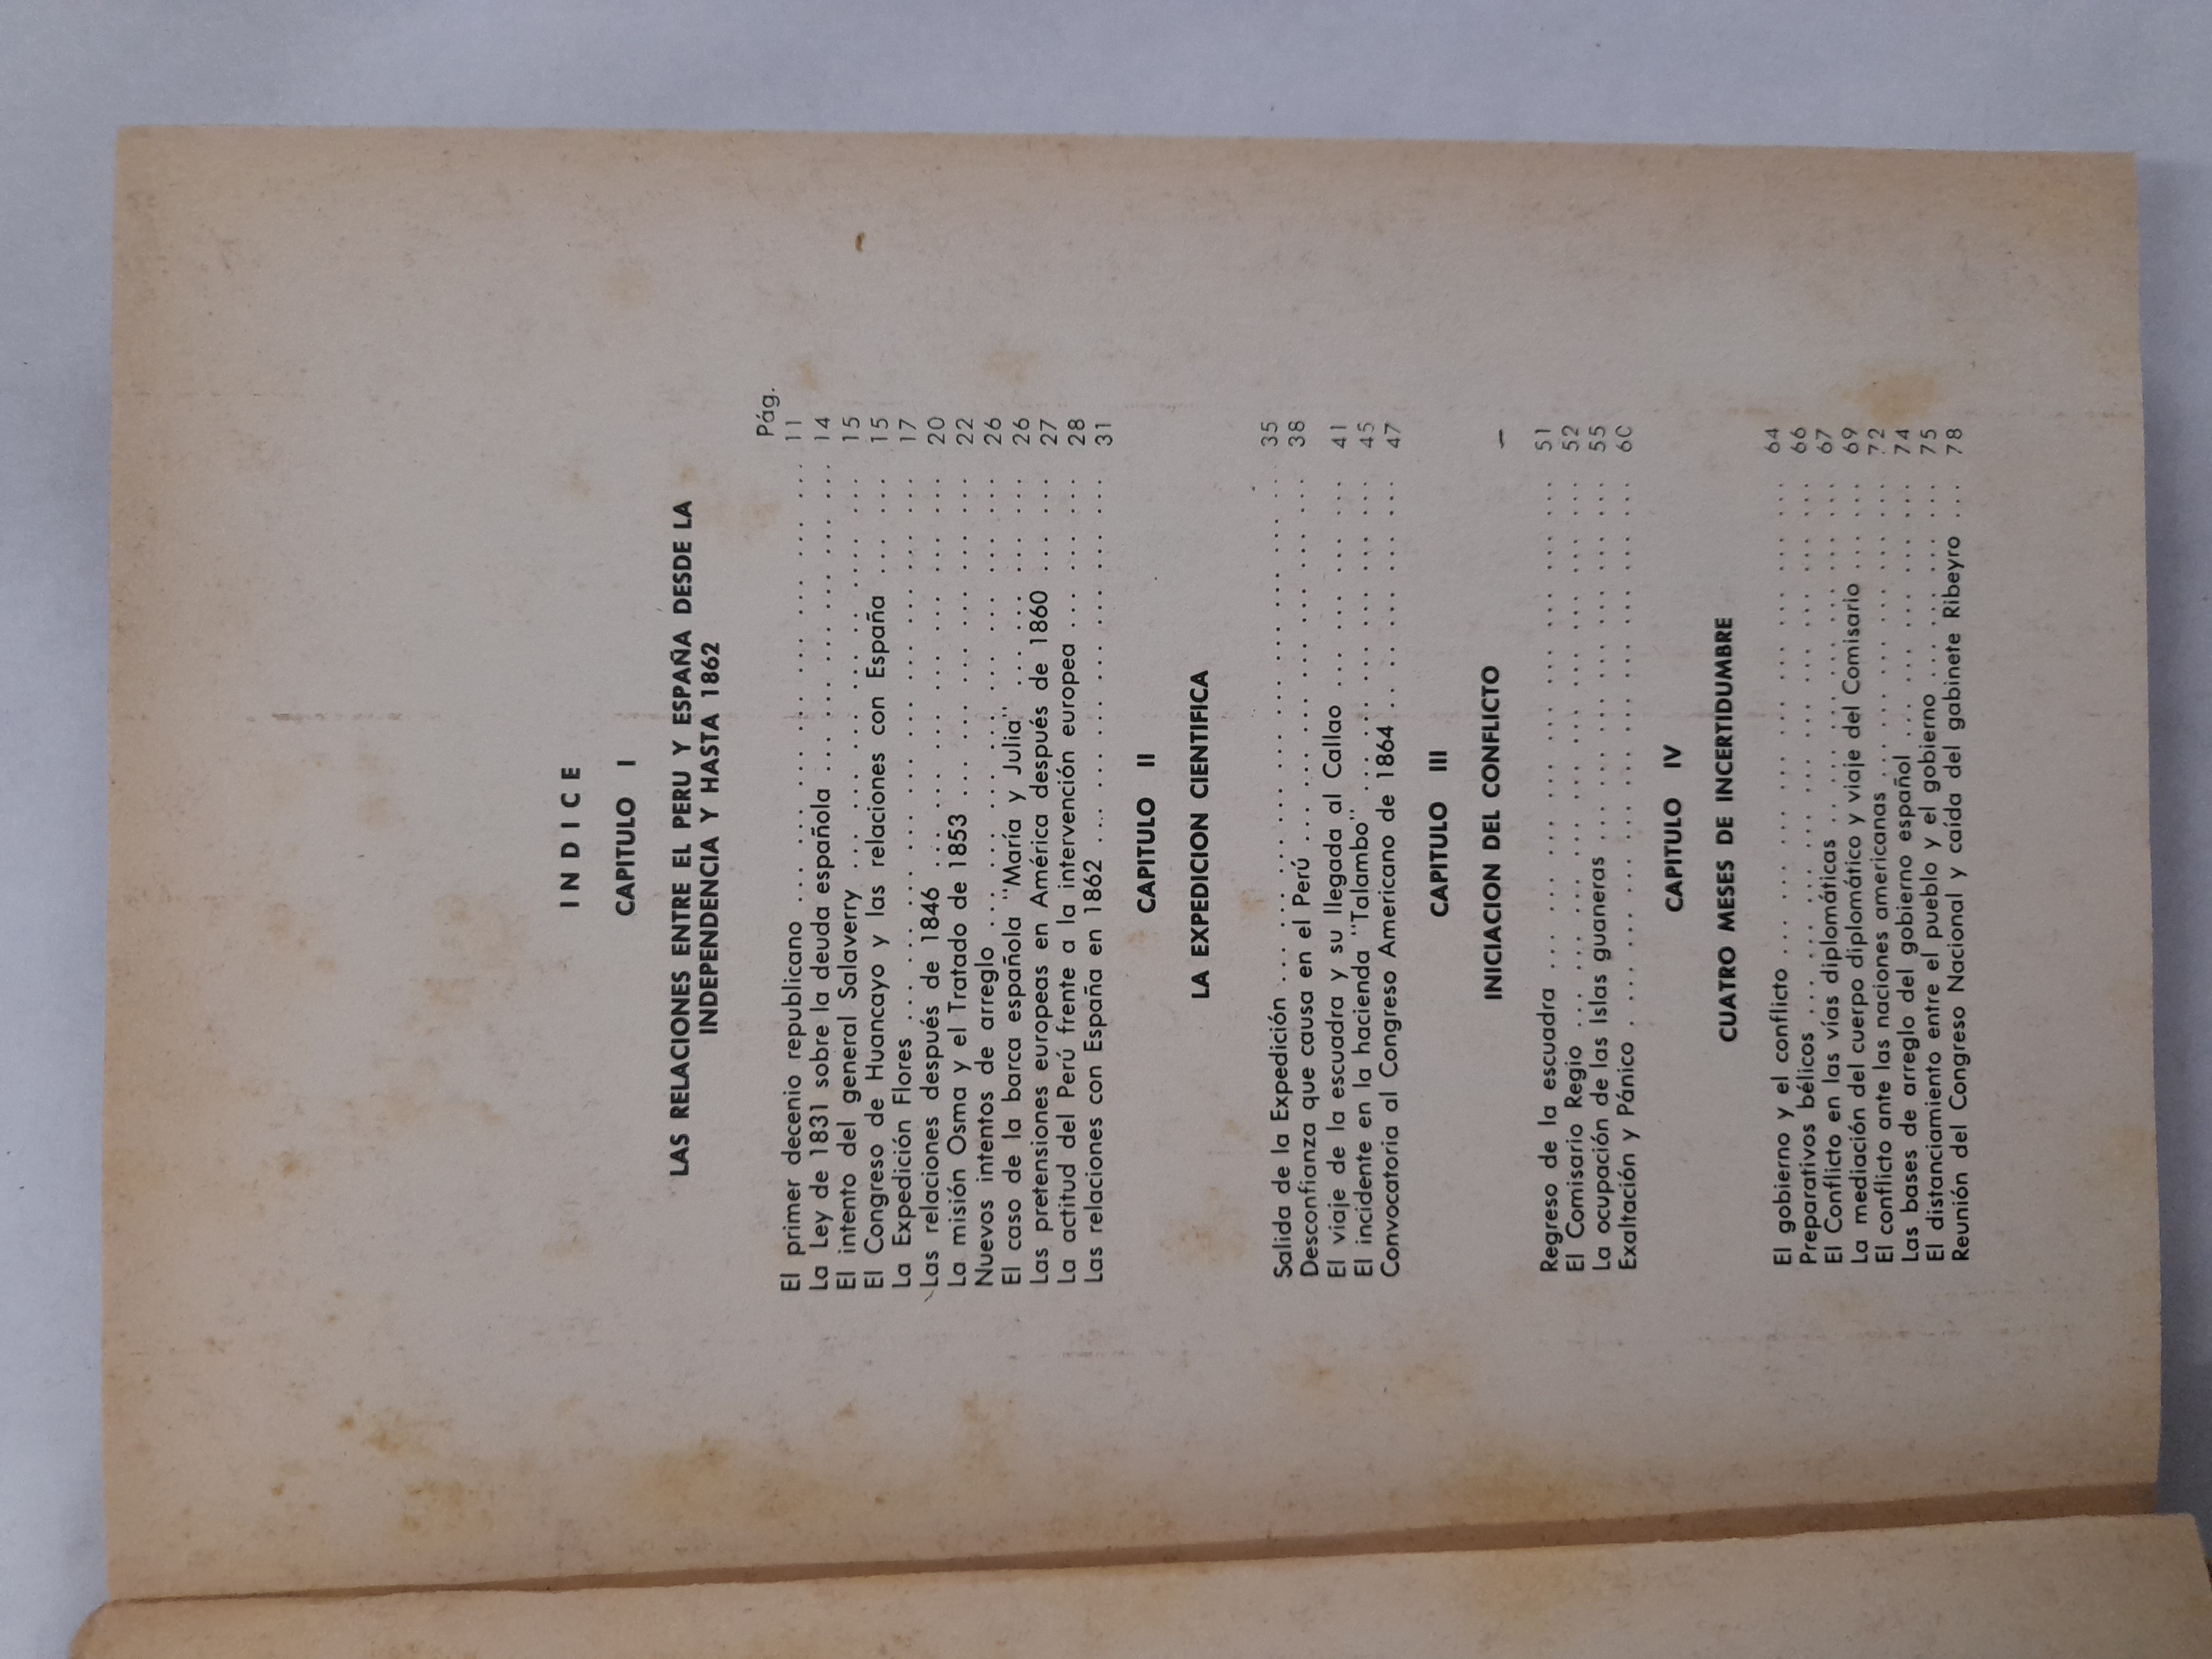 INDICE
CAPITULO I
LAS RELACIONES ENTRE EL PERU Y ESPAÑA DESDE LA
INDEPENDENCIA Y HASTA 1862
Pág.
El primer decenio republicano ... ... ... ... ... ... ... ... 11
La Ley de 1831 sobre la deuda española ... ... ... ... ... ... 14
El intento del general Salaverry ... ... ... ... ... ... ... 15
El Congreso de Huancayo y las relaciones con España ... ... ... 15
La Expedición Flores ... ... ... ... ... ... ... ... ... 17
Las relaciones después de 1846 ... ... ... ... ... ... ... 20
La misión Osma y el Tratado de 1853 ... ... ... ... ... ... 22
Nuevos intentos de arreglo ... ... ... ... ... ... ... ... 26
El caso de la barca española "María y Julia" ... ... ... ... 26
Las pretensiones europeas en América después de 1860 ... ... ... 27
La actitud del Perú frente a la intervención europea ... ... ... 28
Las relaciones con España en 1862 ... ... ... ... ... ... ... 31
CAPITULO II
LA EXPEDICION CIENTIFICA
Salida de la Expedición ... ... ... ... ... ... ... ... ... 35
Desconfianza que causa en el Perú ... ... ... ... ... ... ... 38
El viaje de la escuadra y su llegada al Callao ... ... ... ... 41
El incidente en la hacienda "Talambo" ... ... ... ... ... ... 45
Convocatoria al Congreso Americano de 1864 ... ... ... ... ... 47
CAPITULO III
INICIACION DEL CONFLICTO
Regreso de la escuadra ... ... ... ... ... ... ... ... ... 51
El Comisario Regio ... ... ... ... ... ... ... ... ... ... 52
La ocupación de las Islas guaneras ... ... ... ... ... ... ... 55
Exaltación y Pánico ... ... ... ... ... ... ... ... ... ... 60
CAPITULO IV
CUATRO MESES DE INCERTIDUMBRE
El gobierno y el conflicto ... ... ... ... ... ... ... ... 64
Preparativos bélicos ... ... ... ... ... ... ... ... ... ... 66
El Conflicto en las vías diplomáticas ... ... ... ... ... ... 67
La mediación del cuerpo diplomático y viaje del Comisario ... ... 69
El conflicto ante las naciones americanas ... ... ... ... ... 72
Las bases de arreglo del gobierno español ... ... ... ... ... 74
El distanciamiento entre el pueblo y el gobierno ... ... ... ... 75
Reunión del Congreso Nacional y caída del gabinete Ribeyro ... 78